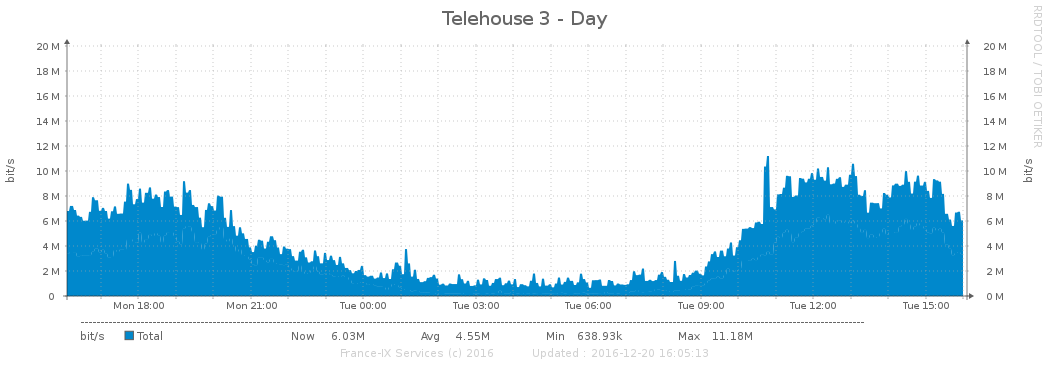 Telehouse 3 - Day
RRDTOOL / TOBI OETIKER
20 M 20 M
18 M 18 M
16 M 16 M
14 M 14 M
12 M 12 M
10 M 10 M
8 M 8 M
6 M 6 M
4 M 4 M
2 M 2 M
0 0 M
bit/s bit/s
Mon 18:00 Mon 21:00 Tue 00:00 Tue 03:00 Tue 06:00 Tue 09:00 Tue 12:00 Tue 15:00
bit/s Total Now 6.03M Avg 4.55M Min 638.93k Max 11.18M
France-IX Services (c) 2016 Updated : 2016-12-20 16:05:13